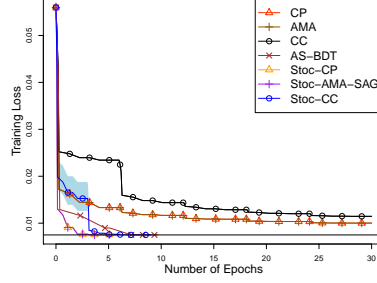 CP
AMA
CC
AS-BDT
Stoc-CP
Stoc-AMA-SAG
Stoc-CC
Training Loss
0.05
0.04
0.03
0.02
0.01
0 5 10 15 20 25 30
Number of Epochs